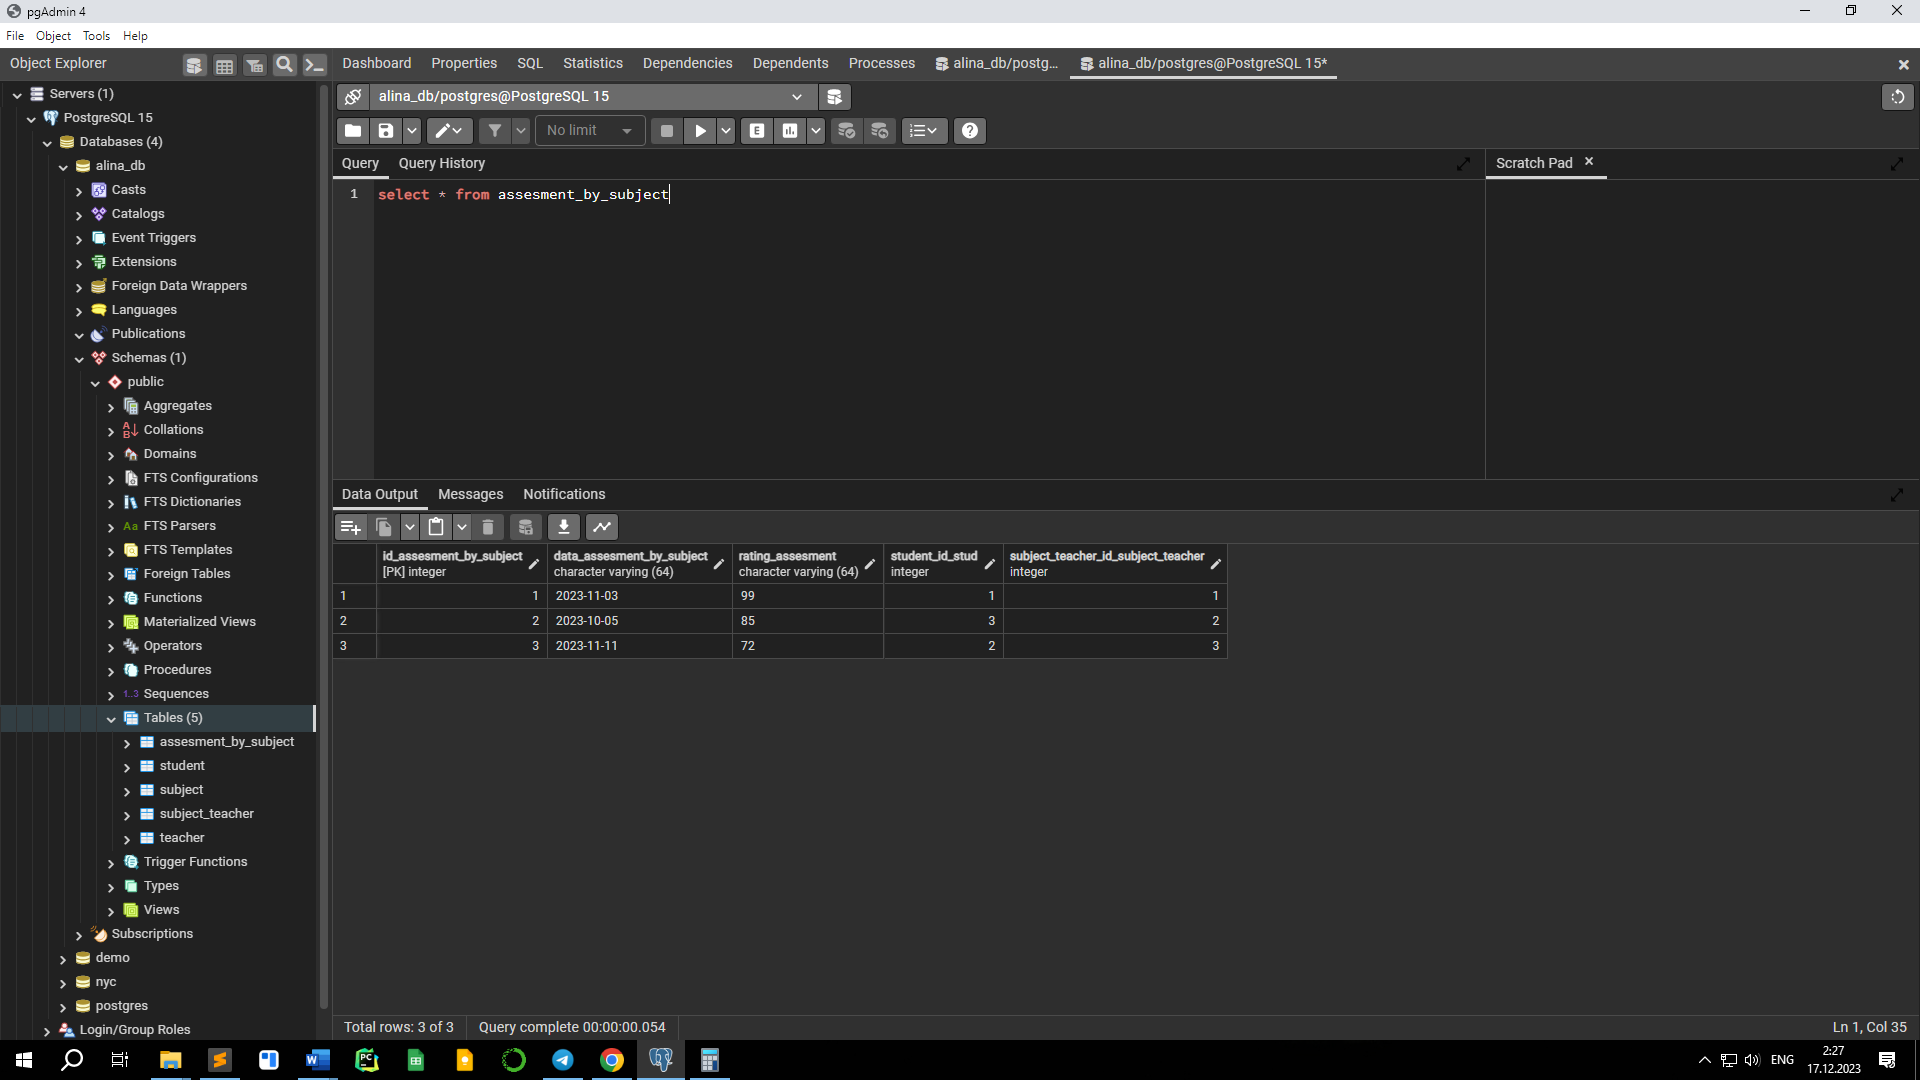 pgAdmin 4
File Object Tools Help
Object Explorer
Dashboard Properties SQL Statistics Dependencies Dependents Processes alina_db/postg... alina_db/postgres@PostgreSQL 15*
Servers (1)
PostgreSQL 15
Databases (4)
alina_db
Casts
Catalogs
Event Triggers
Extensions
Foreign Data Wrappers
Languages
Publications
Schemas (1)
public
Aggregates
Collations
Domains
FTS Configurations
FTS Dictionaries
Aa FTS Parsers
FTS Templates
Foreign Tables
Functions
Materialized Views
Operators
Procedures
1..3 Sequences
Tables (5)
assesment_by_subject
student
subject
subject_teacher
teacher
Trigger Functions
Types
Views
Subscriptions
demo
nyc
postgres
Login/Group Roles
alina_db/postgres@PostgreSQL 15
No limit
E
Query Query History
Scratch Pad
1 select * from assesment_by_subject
Data Output Messages Notifications
id_assesment_by_subject data_assesment_by_subject rating_assesment student_id_stud subject_teacher_id_subject_teacher
[PK] integer character varying (64) character varying (64) integer integer
1 1 2023-11-03 99 1 1
2 2 2023-10-05 85 3 2
3 3 2023-11-11 72 2 3
Total rows: 3 of 3 Query complete 00:00:00.054
Ln 1, Col 35
ENG
2:27
17.12.2023